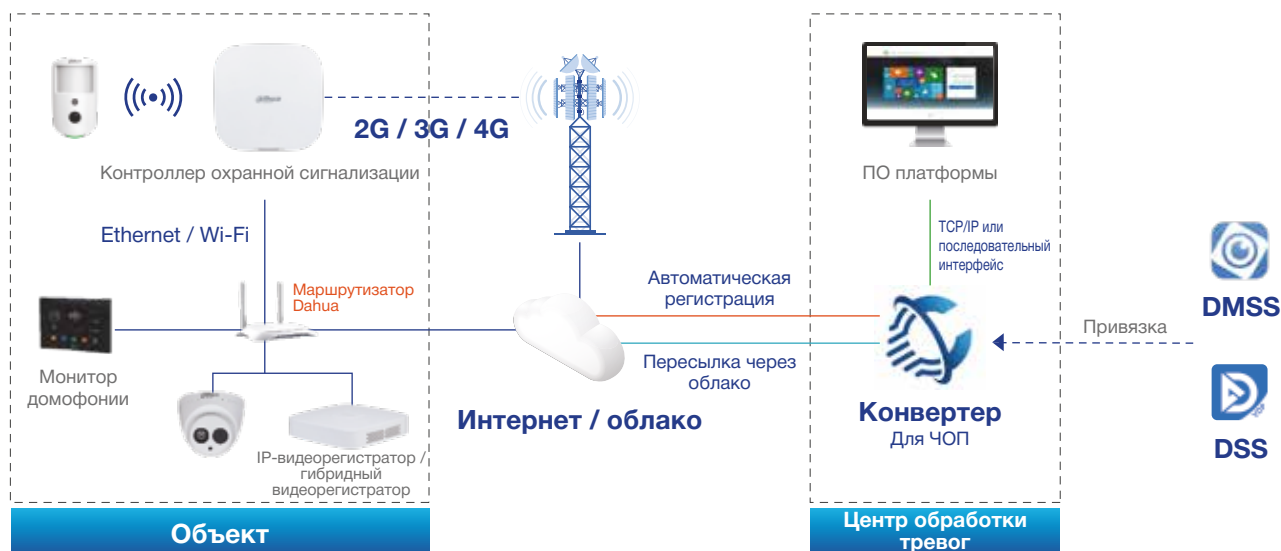 2G / 3G / 4G
Контроллер охранной сигнализации
Ethernet / Wi-Fi
Маршрутизатор
Dahua
Монитор
домофонии
IP-видеорегистратор /
гибридный
видеорегистратор
Объект
Интернет / облако
Автоматическая
регистрация
Пересылка через
облако
ПО платформы
TCP/IP или
последовательный
интерфейс
Конвертер
Для ЧОП
Центр обработки
тревог
Привязка
DMSS
DSS